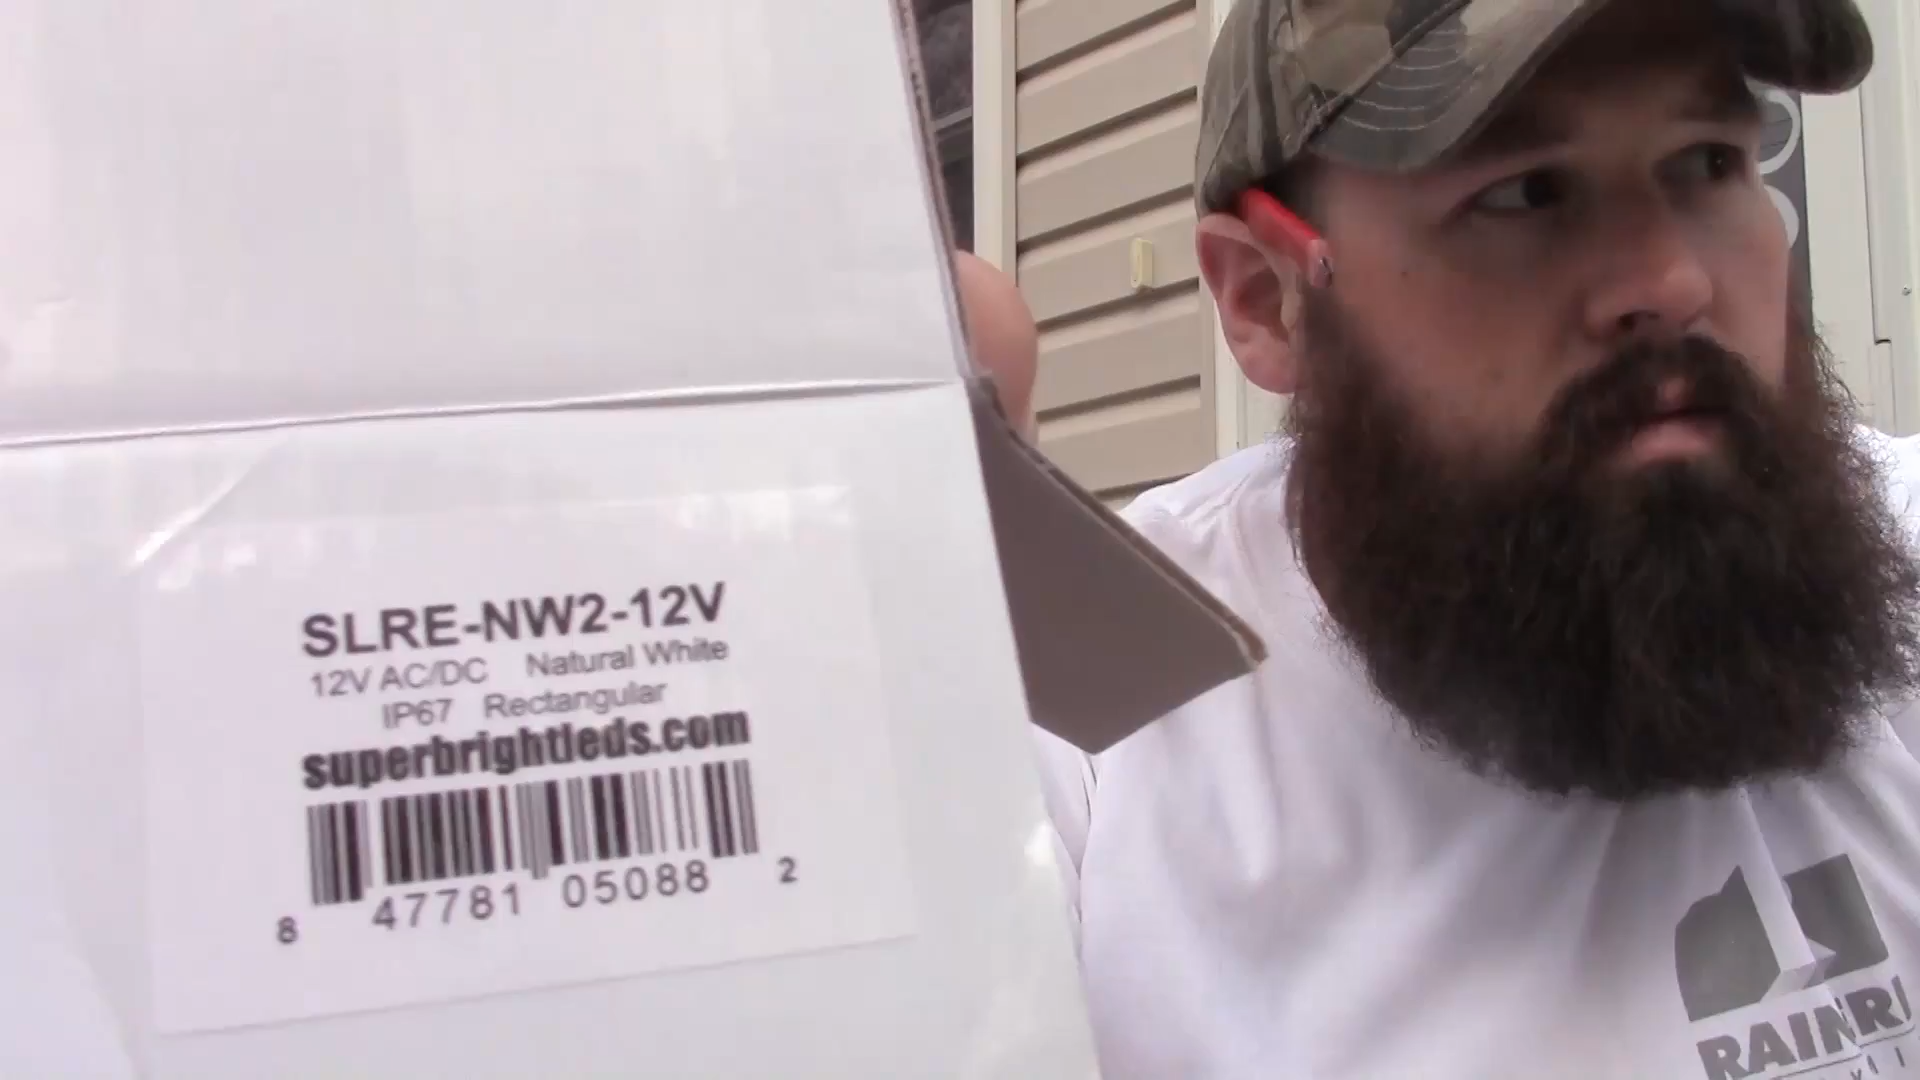 SLRE-NW2-12V
12V AC/DC Natural White
IP67 Rectangular
superbrightleds.com
8 47781 05088 2